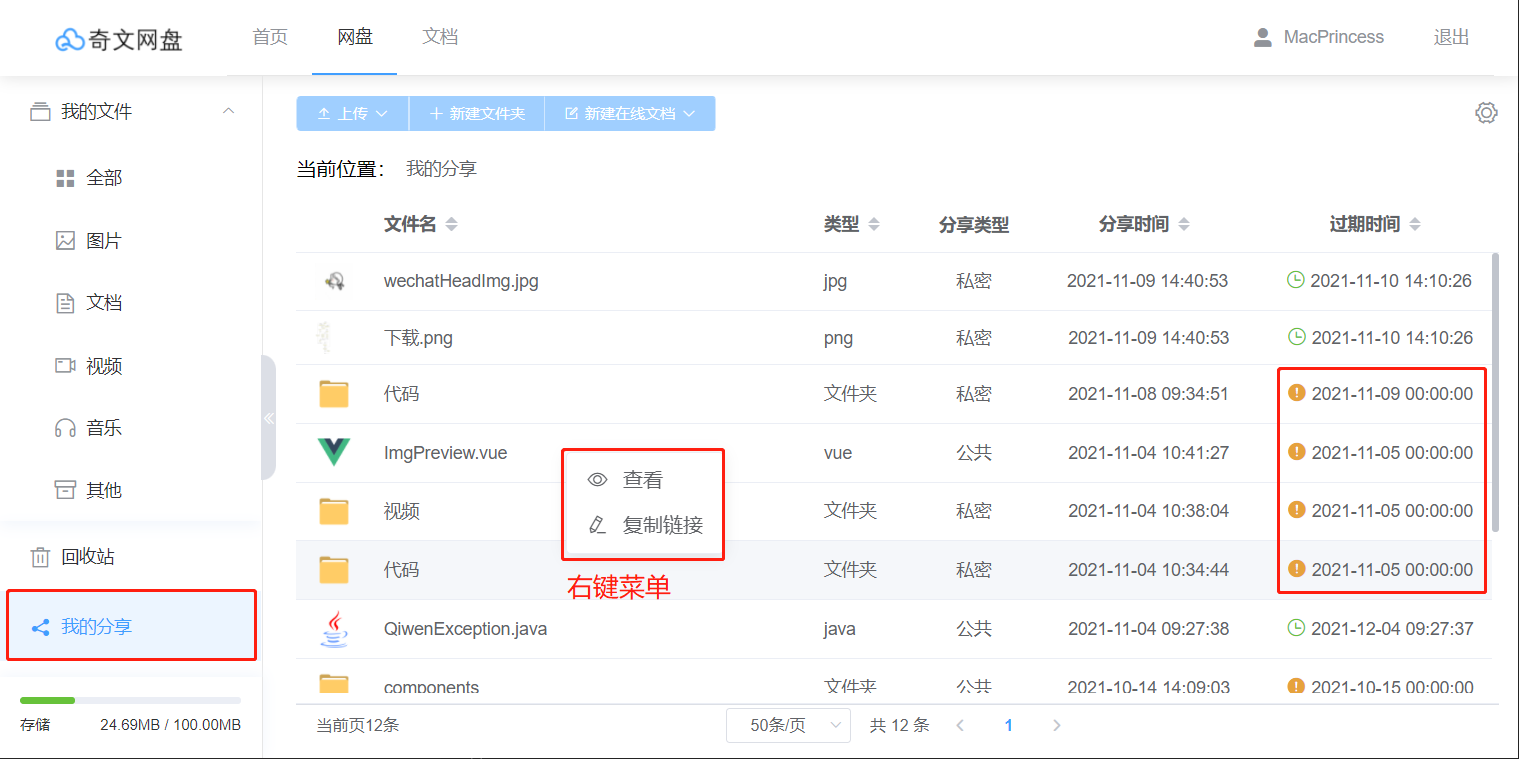 奇文网盘 首页 网盘 文档 MacPrincess 退出
我的文件
全部
图片
文档
视频
音乐
其他
回收站
我的分享
存储 24.69MB / 100.00MB
上传 新建文件夹 新建在线文档
当前位置： 我的分享
文件名 类型 分享类型 分享时间 过期时间
wechatHeadImg.jpg jpg 私密 2021-11-09 14:40:53 2021-11-10 14:10:26
下载.png png 私密 2021-11-09 14:40:53 2021-11-10 14:10:26
代码 文件夹 私密 2021-11-08 09:34:51 2021-11-09 00:00:00
ImgPreview.vue vue 公共 2021-11-04 10:41:27 2021-11-05 00:00:00
视频 文件夹 私密 2021-11-04 10:38:04 2021-11-05 00:00:00
代码 文件夹 私密 2021-11-04 10:34:44 2021-11-05 00:00:00
QiwenException.java java 公共 2021-11-04 09:27:38 2021-12-04 09:27:37
components 文件夹 公共 2021-10-14 14:09:03 2021-10-15 00:00:00
查看
复制链接
右键菜单
当前页12条 50条/页 共 12 条 1